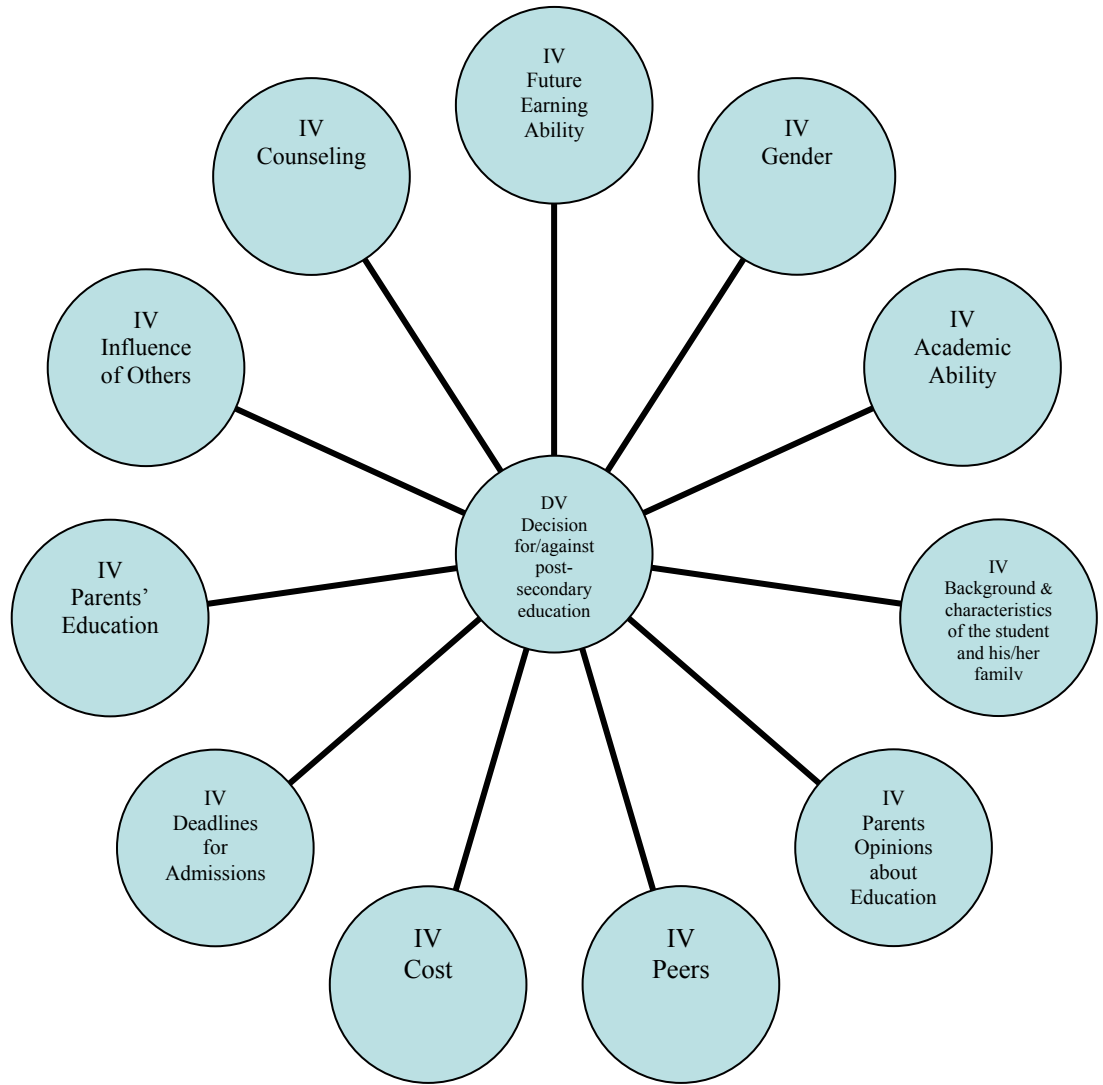 IV
Future
Earning
Ability
IV
Gender
IV
Academic
Ability
IV
Background &
characteristics
of the student
and his/her
family
IV
Parents
Opinions
about
Education
IV
Peers
IV
Cost
IV
Deadlines
for
Admissions
IV
Parents’
Education
IV
Influence
of Others
IV
Counseling
DV
Decision
for/against
post-
secondary
education